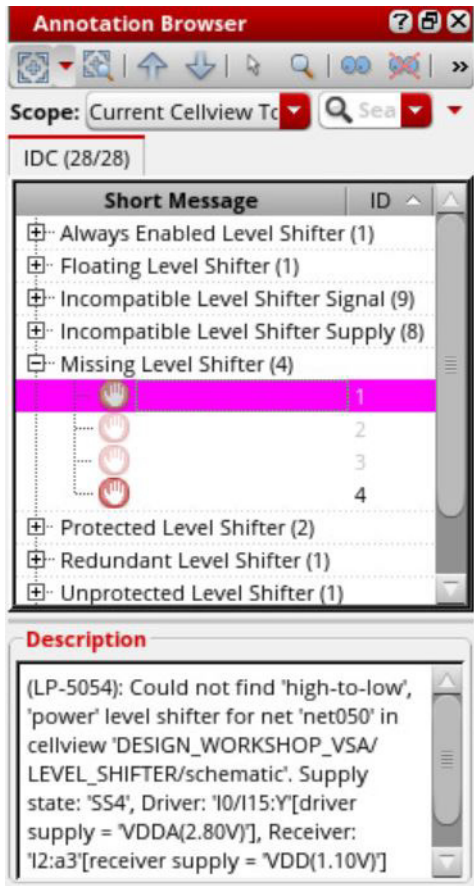 Annotation Browser
Scope: Current Cellview Tc Sea
IDC (28/28)
Short Message ID
Always Enabled Level Shifter (1)
Floating Level Shifter (1)
Incompatible Level Shifter Signal (9)
Incompatible Level Shifter Supply (8)
Missing Level Shifter (4)
1
2
3
4
Protected Level Shifter (2)
Redundant Level Shifter (1)
Unprotected Level Shifter (1)
Description
(LP-5054): Could not find 'high-to-low',
'power' level shifter for net 'net050' in
cellview 'DESIGN_WORKSHOP_VSA/
LEVEL_SHIFTER/schematic'. Supply
state: 'SS4', Driver: 'I0/I15:Y'[driver
supply = 'VDDA(2.80V)'], Receiver:
'I2:a3'[receiver supply = 'VDD(1.10V)']